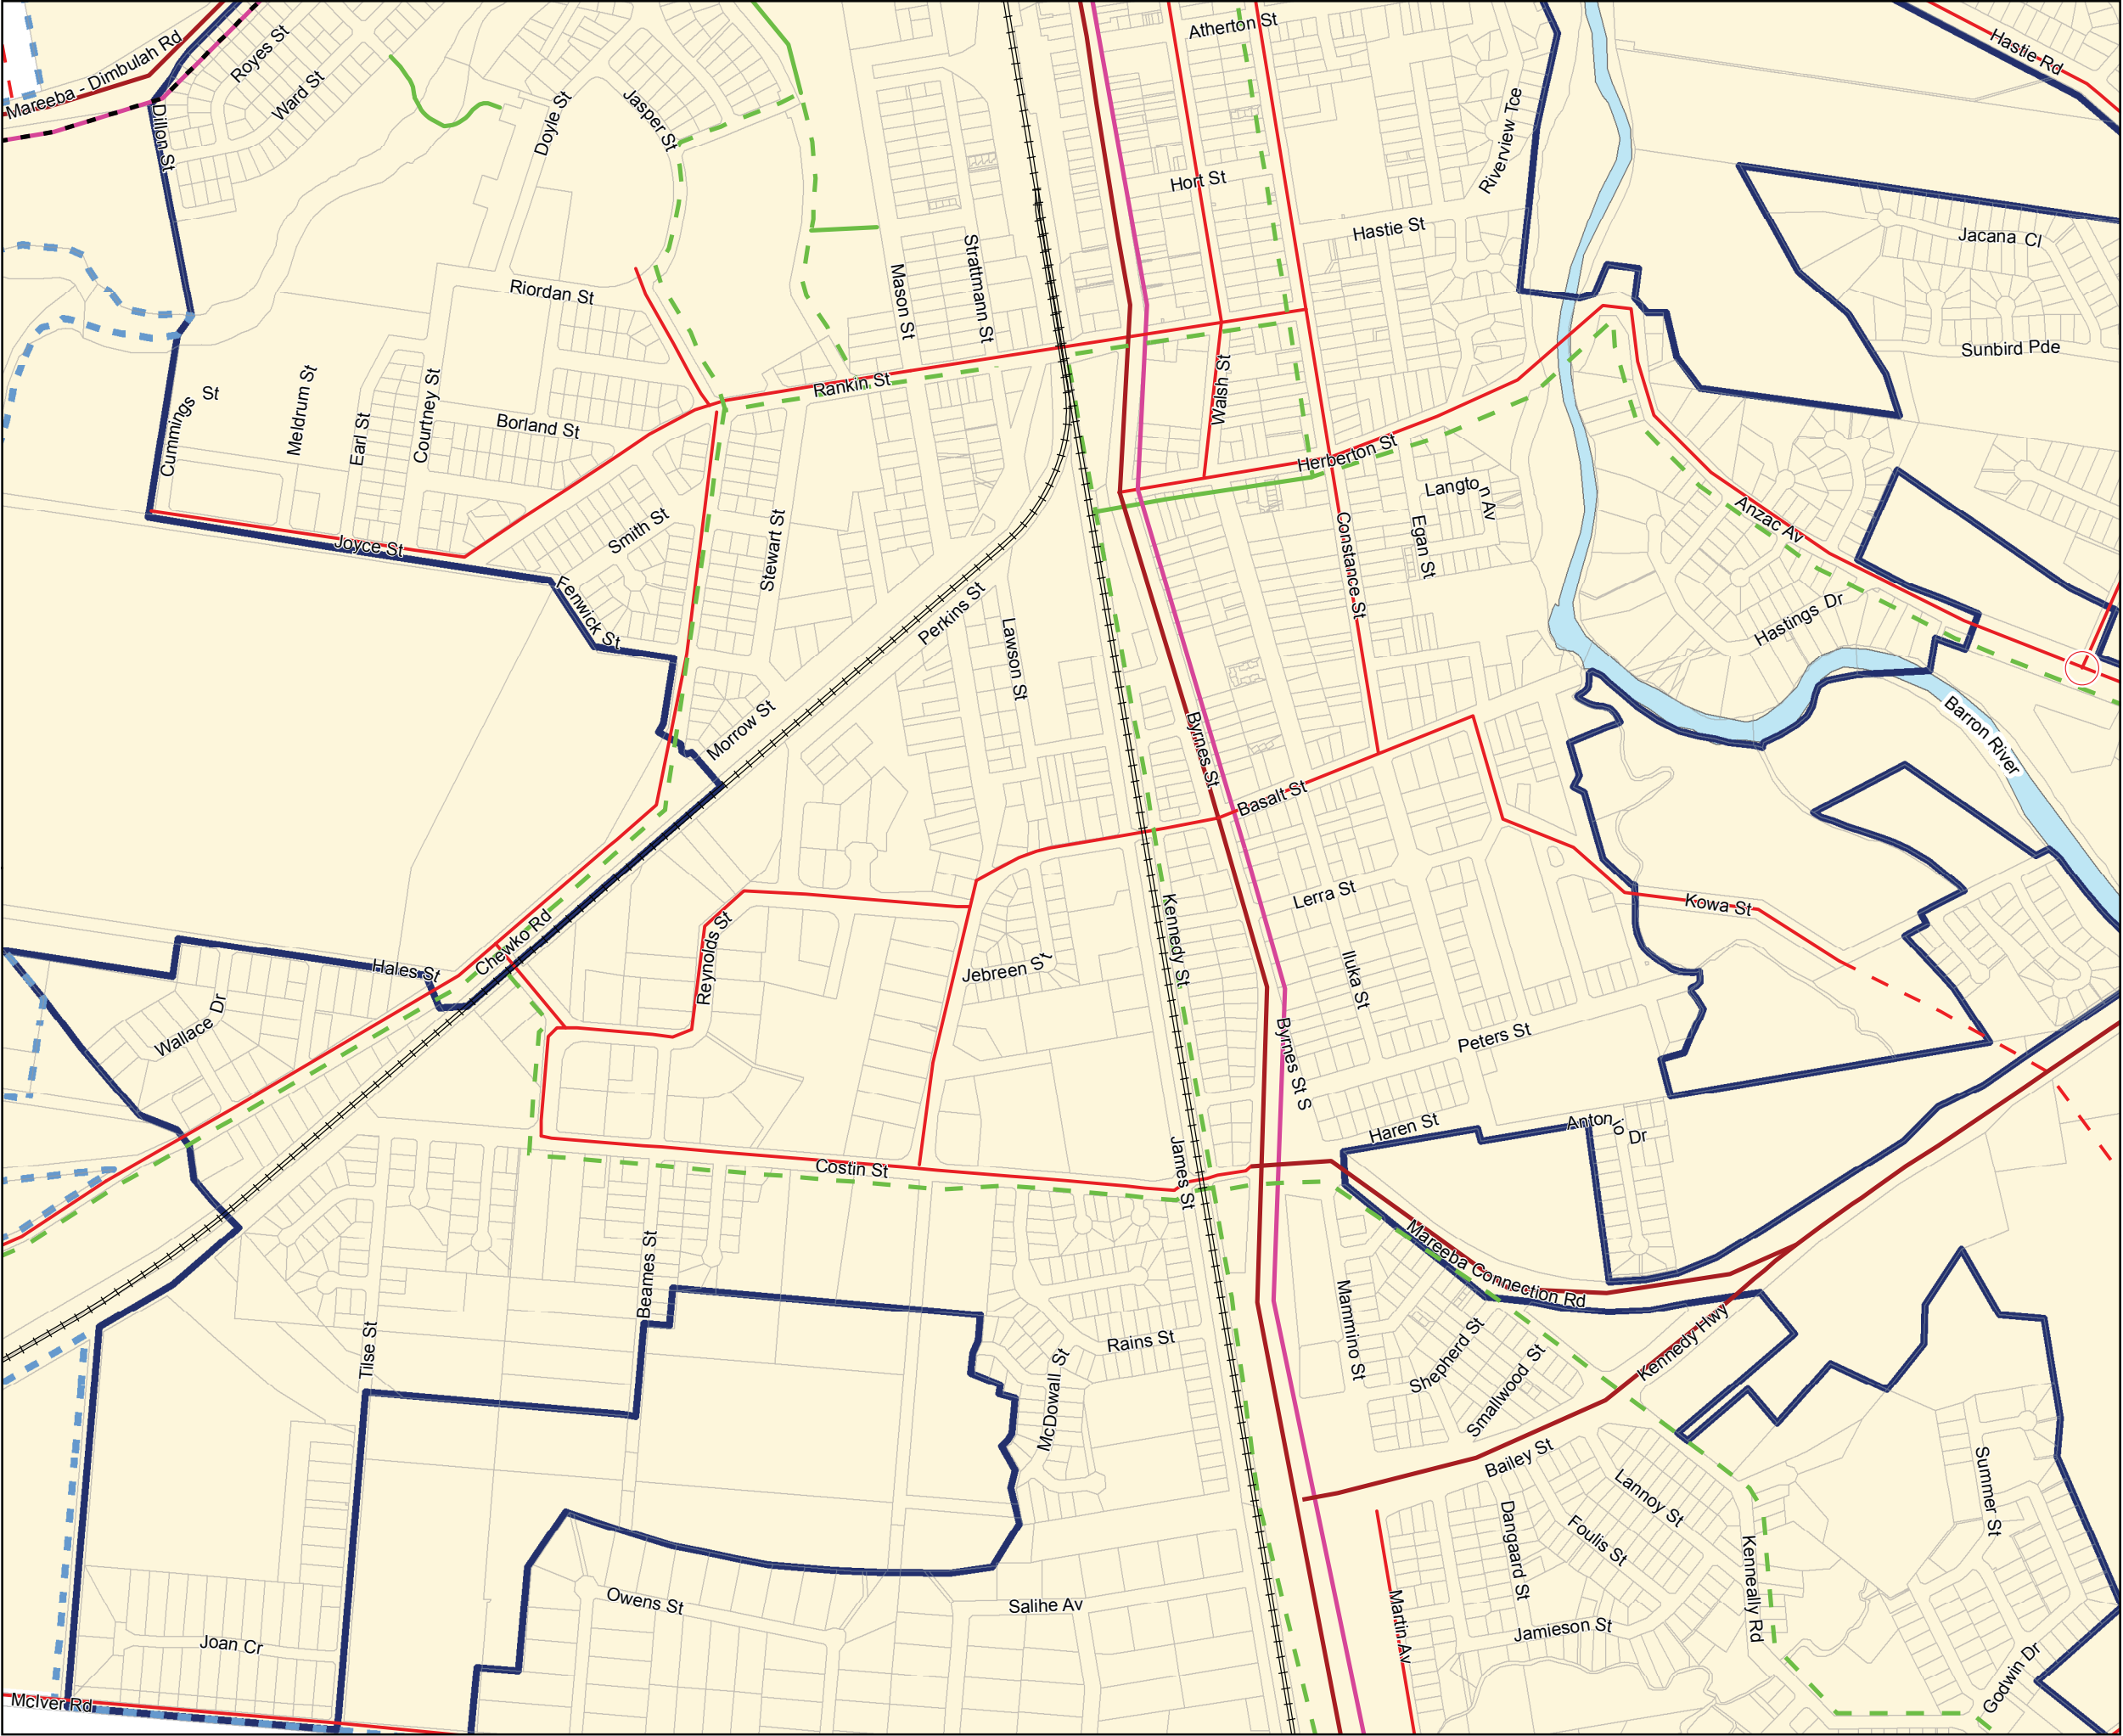 Atherton St
Hastie Rd
Mareeba - Dimbulah Rd
Royes St
Ward St
Dillon St
Doyle St
Jasper St
Riverview Tce
Hort St
Hastie St
Jacana Cl
Strattmann St
Mason St
Riordan St
Sunbird Pde
Rankin St
Walsh St
Cummings St
Meldrum St
Earl St
Courtney St
Borland St
Herberton St
Langton Av
Joyce St
Smith St
Stewart St
Constance St
Egan St
Anzac Av
Fenwick St
Perkins St
Lawson St
Hastings Dr
Morrow St
Byrnes St
Barron River
Basalt St
Lerra St
Kowa St
Chewko Rd
Reynolds St
Kennedy St
Hales St
Jebreen St
Iluka St
Wallace Dr
Peters St
Byrnes St S
Haren St
Antonio Dr
Costin St
James St
Beames St
Mareeba Connection Rd
Tilse St
Mammino St
Rains St
Shepherd St
Kennedy Hwy
McDowall St
Smallwood St
Bailey St
Lannoy St
Summer St
Dangaard St
Foulis St
Kenneally Rd
Owens St
Salihe Av
Martin Av
Jamieson St
Joan Cr
Godwin Dr
McIver Rd